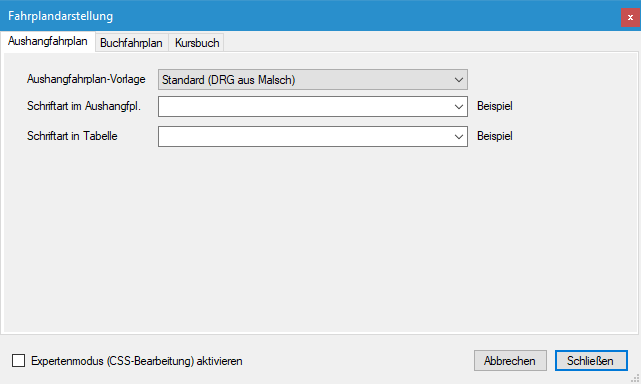 Fahrplandarstellung
x
Aushangfahrplan Buchfahrplan Kursbuch
Aushangfahrplan-Vorlage Standard (DRG aus Malsch)
Schriftart im Aushangfpl. Beispiel
Schriftart in Tabelle Beispiel
Expertenmodus (CSS-Bearbeitung) aktivieren Abbrechen Schließen